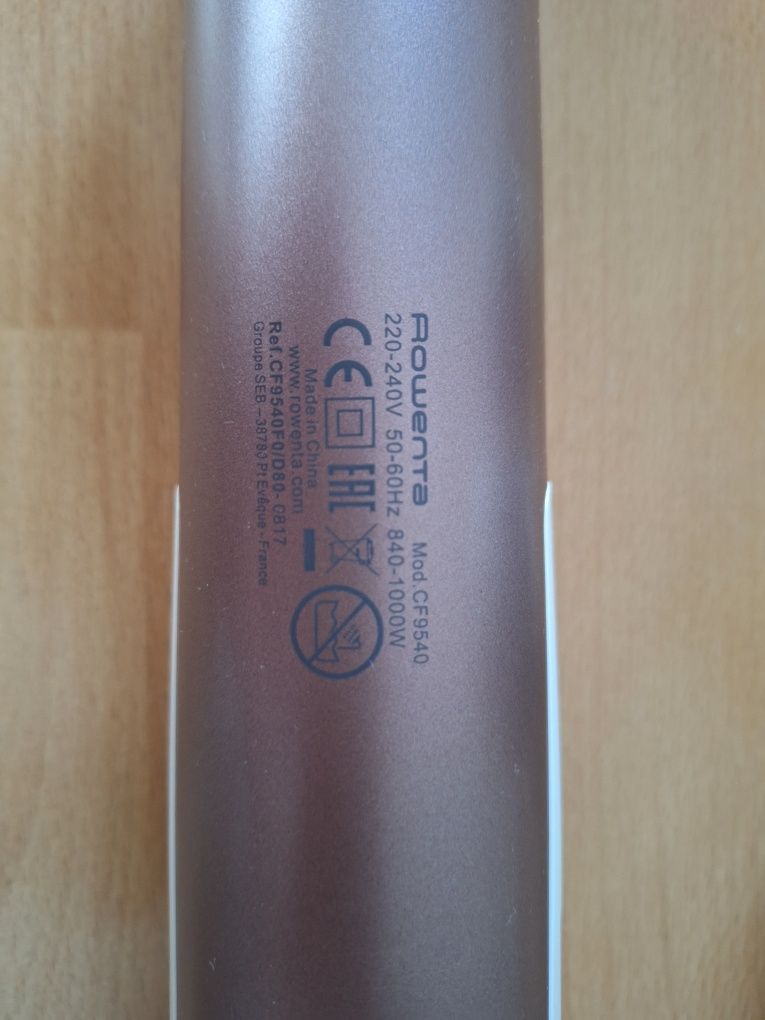 Rowenta Mod.CF9540
220-240V 50-60Hz 840-1000W
CE EAC
Made in China
www.rowenta.com
Ref.CF9540F0/D80- 0817
Groupe SEB – 38780 Pt Evêque - France